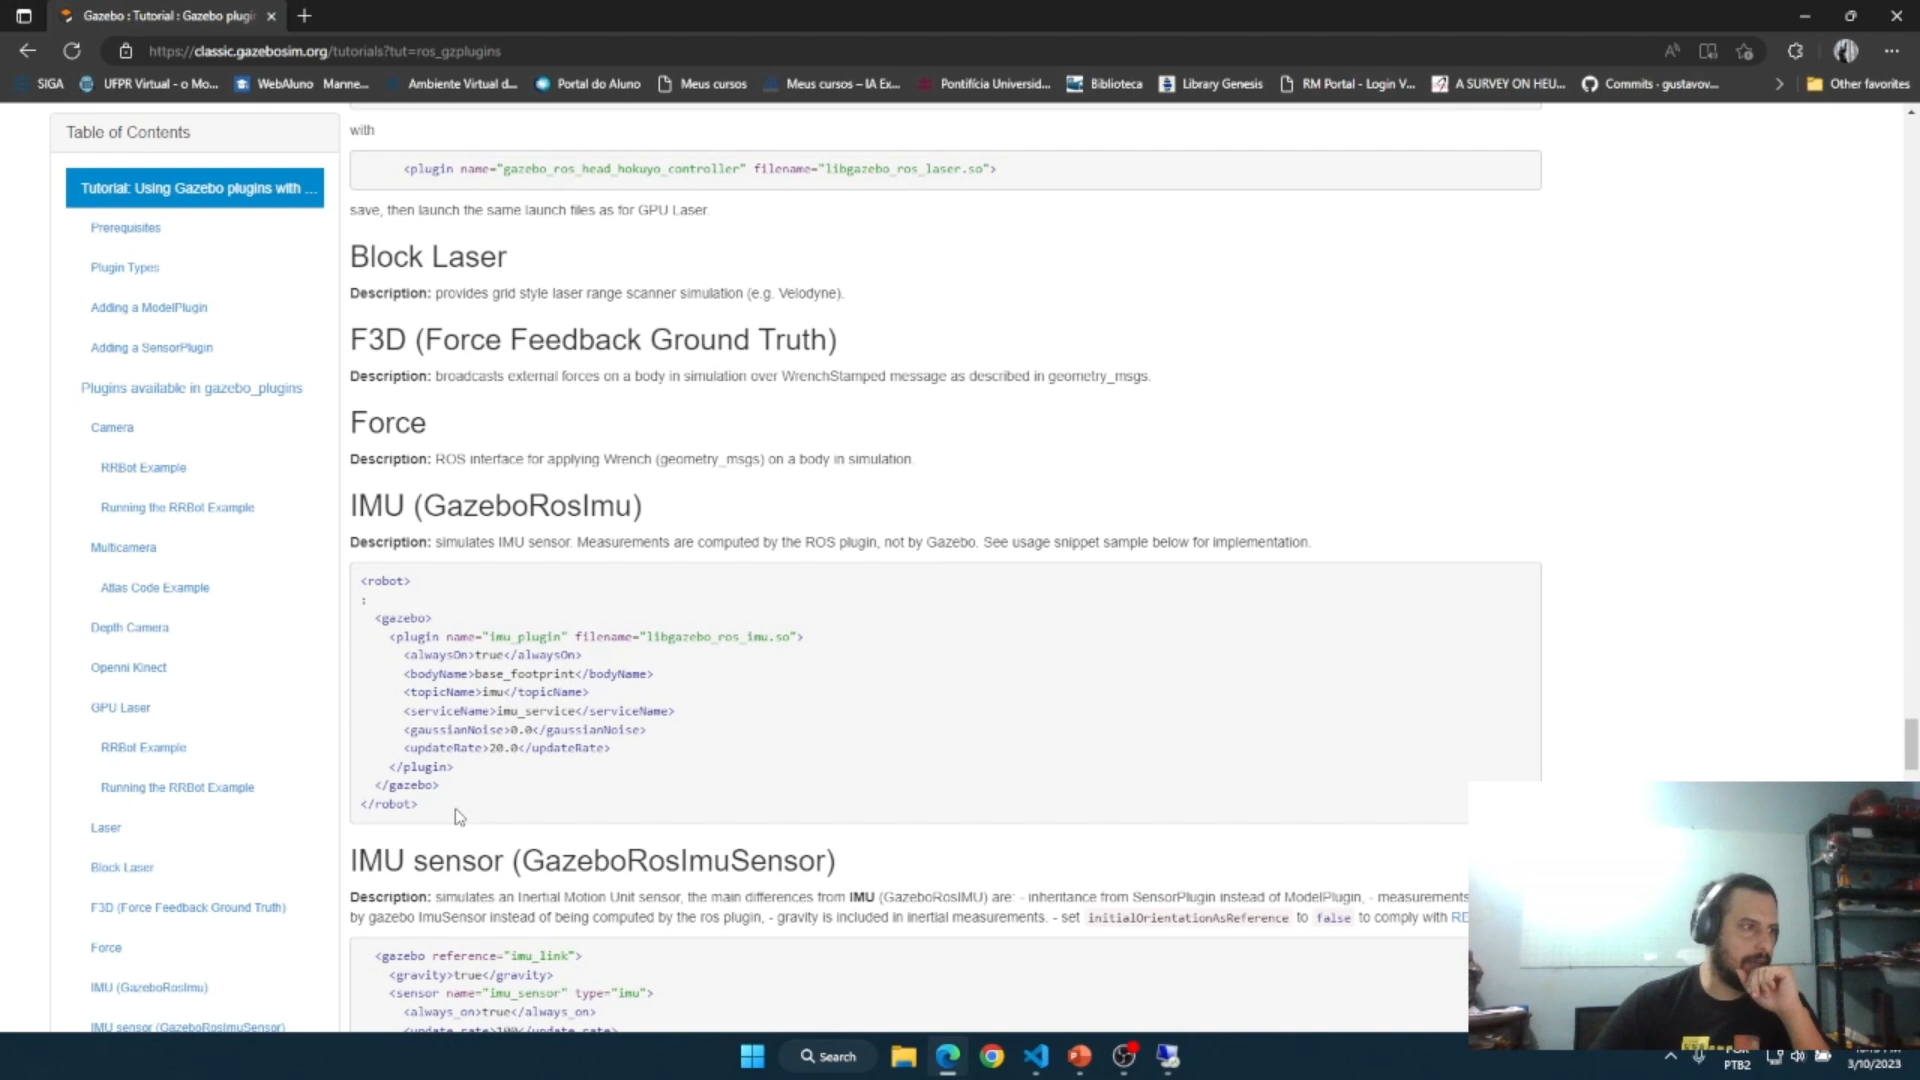 Gazebo : Tutorial : Gazebo plugi
https://classic.gazebosim.org/tutorials?tut=ros_gzplugins
SIGA
UFPR Virtual - o Mo...
WebAluno Manne...
Ambiente Virtual d...
Portal do Aluno
Meus cursos
Meus cursos – IA Ex...
Pontifícia Universid...
Biblioteca
Library Genesis
RM Portal - Login V...
A SURVEY ON HEU...
Commits · gustavov...
Other favorites
Table of Contents
Tutorial: Using Gazebo plugins with ...
Prerequisites
Plugin Types
Adding a ModelPlugin
Adding a SensorPlugin
Plugins available in gazebo_plugins
Camera
RRBot Example
Running the RRBot Example
Multicamera
Atlas Code Example
Depth Camera
Openni Kinect
GPU Laser
RRBot Example
Running the RRBot Example
Laser
Block Laser
F3D (Force Feedback Ground Truth)
Force
IMU (GazeboRosImu)
IMU sensor (GazeboRosImuSensor)
with
<plugin name="gazebo_ros_head_hokuyo_controller" filename="libgazebo_ros_laser.so">
save, then launch the same launch files as for GPU Laser.
Block Laser
Description: provides grid style laser range scanner simulation (e.g. Velodyne).
F3D (Force Feedback Ground Truth)
Description: broadcasts external forces on a body in simulation over WrenchStamped message as described in geometry_msgs.
Force
Description: ROS interface for applying Wrench (geometry_msgs) on a body in simulation.
IMU (GazeboRosImu)
Description: simulates IMU sensor. Measurements are computed by the ROS plugin, not by Gazebo. See usage snippet sample below for implementation.
<robot>
:
<gazebo>
<plugin name="imu_plugin" filename="libgazebo_ros_imu.so">
<alwaysOn>true</alwaysOn>
<bodyName>base_footprint</bodyName>
<topicName>imu</topicName>
<serviceName>imu_service</serviceName>
<gaussianNoise>0.0</gaussianNoise>
<updateRate>20.0</updateRate>
</plugin>
</gazebo>
</robot>
IMU sensor (GazeboRosImuSensor)
Description: simulates an Inertial Motion Unit sensor, the main differences from IMU (GazeboRosIMU) are: - inheritance from SensorPlugin instead of ModelPlugin, - measurements
by gazebo ImuSensor instead of being computed by the ros plugin, - gravity is included in inertial measurements. - set initialOrientationAsReference to false to comply with RE
<gazebo reference="imu_link">
<gravity>true</gravity>
<sensor name="imu_sensor" type="imu">
<always_on>true</always_on>
<update_rate>100</update_rate>
Search
PTB2
3/10/2023